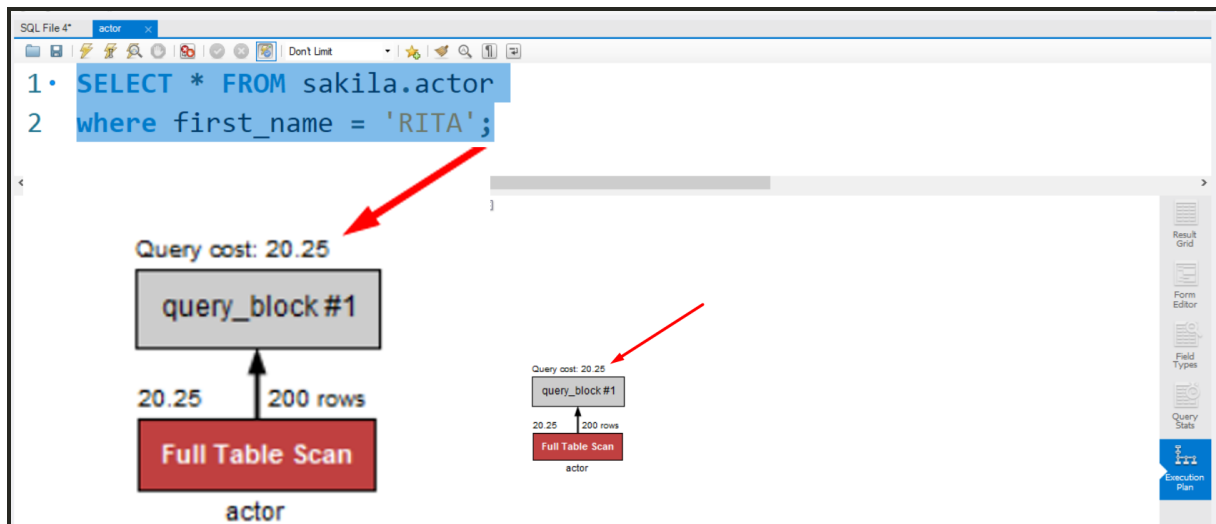 SQL File 4*
actor
Don't Limit
1 SELECT * FROM sakila.actor
2 where first_name = 'RITA';
Query cost: 20.25
query_block #1
20.25 200 rows
Full Table Scan
actor
Query cost: 20.25
query_block #1
20.25 200 rows
Full Table Scan
actor
Result
Grid
Form
Editor
Field
Types
Query
Stats
Execution
Plan